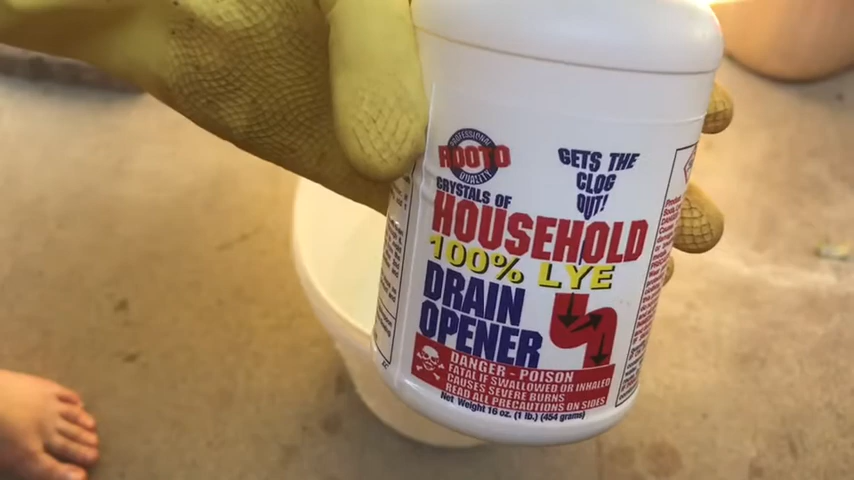 PROFESSIONAL
ROOTO
QUALITY
GETS THE
CLOG
OUT!
CRYSTALS OF
HOUSEHOLD
100% LYE
DRAIN
OPENER
DANGER - POISON
FATAL IF SWALLOWED OR INHALED
CAUSES SEVERE BURNS
READ ALL PRECAUTIONS ON SIDES
Net Weight 16 oz. (1 lb.) (454 grams)